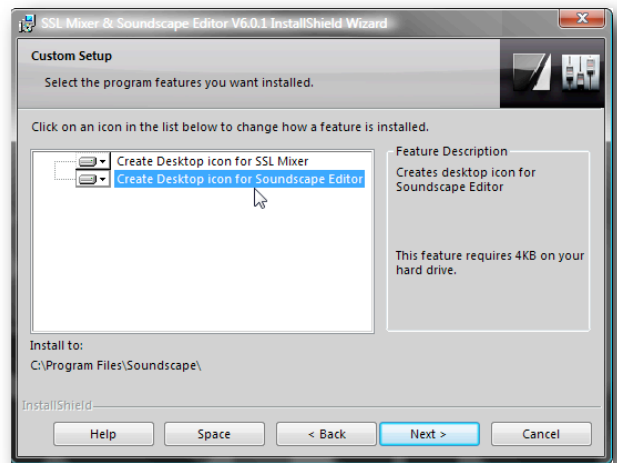 SSL Mixer & Soundscape Editor V6.0.1 InstallShield Wizard
Custom Setup
Select the program features you want installed.
Click on an icon in the list below to change how a feature is installed.
Create Desktop icon for SSL Mixer
Create Desktop icon for Soundscape Editor
Feature Description
Creates desktop icon for
Soundscape Editor
This feature requires 4KB on your
hard drive.
Install to:
C:\Program Files\Soundscape\
InstallShield
Help
Space
< Back
Next >
Cancel